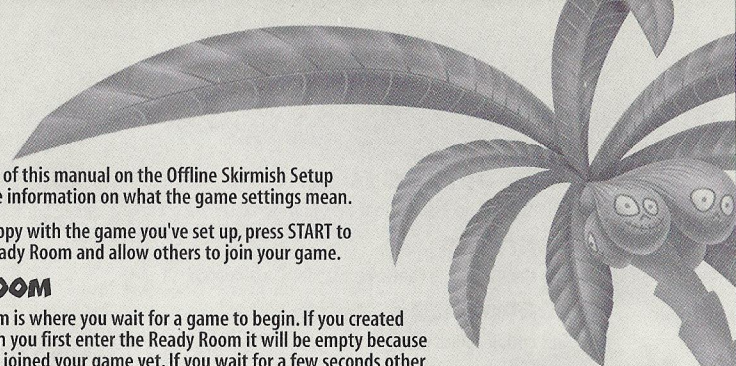 of this manual on the Offline Skirmish Setup
information on what the game settings mean.
with the game you've set up, press START to
Room and allow others to join your game.
is where you wait for a game to begin. If you created
you first enter the Ready Room it will be empty because
joined your game yet. If you wait for a few seconds other